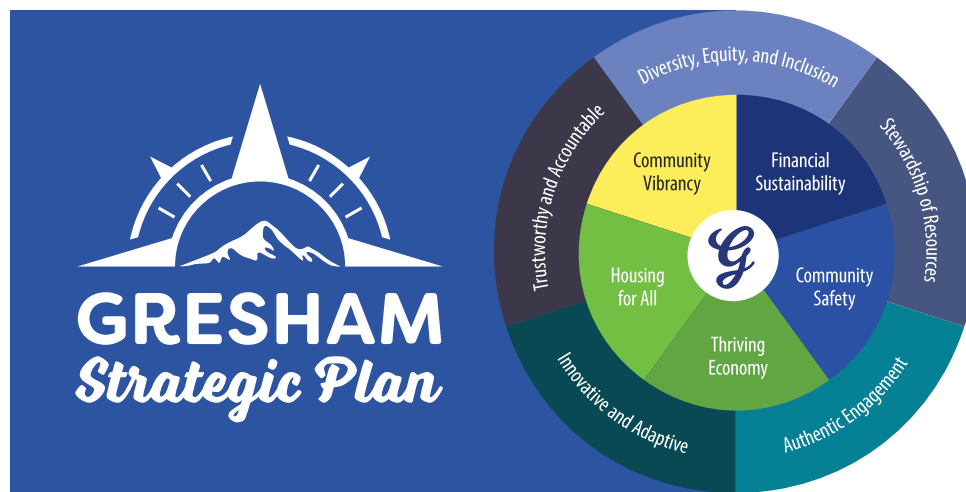 GRESHAM
Strategic Plan
Diversity, Equity, and Inclusion
Stewardship of Resources
Authentic Engagement
Innovative and Adaptive
Trustworthy and Accountable
Community
Vibrancy
Financial
Sustainability
Community
Safety
Thriving
Economy
Housing
for All
G